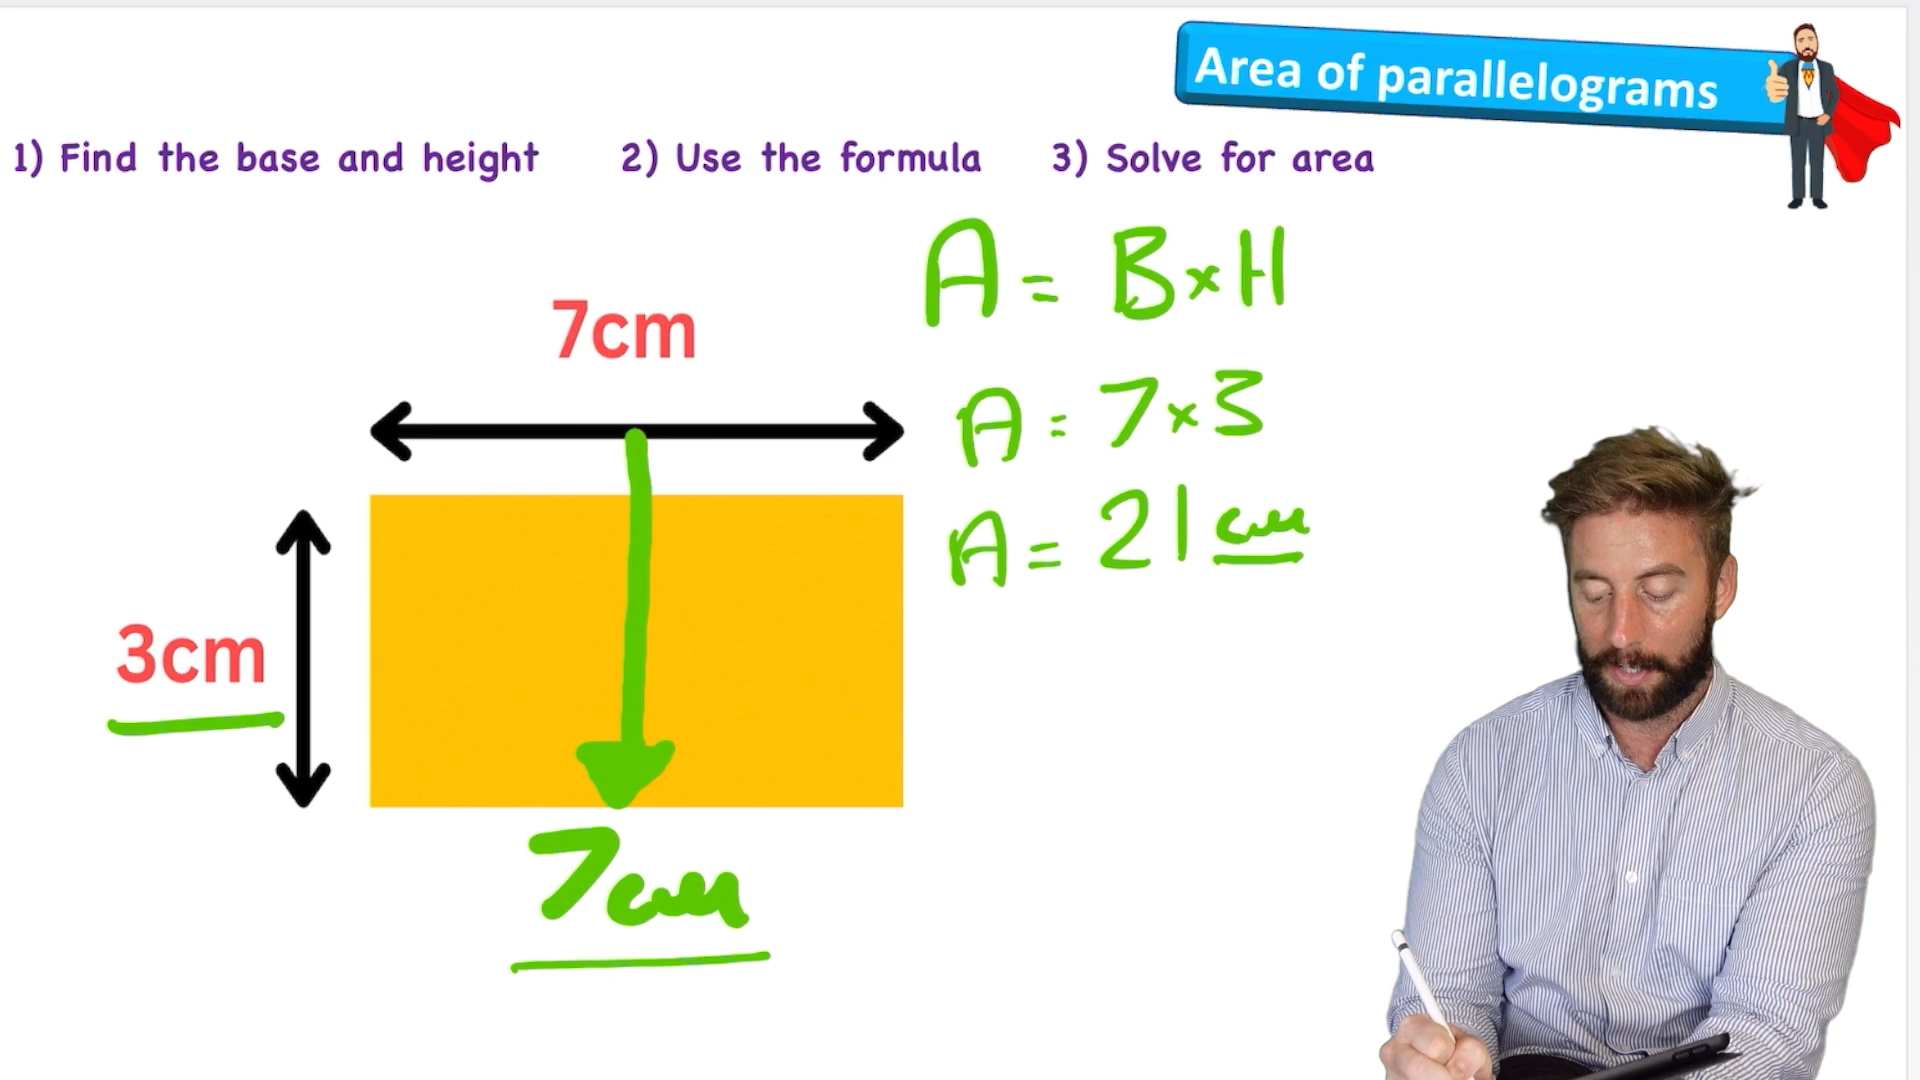 Area of parallelograms
1) Find the base and height 2) Use the formula 3) Solve for area
A = B×H
7cm
A = 7×3
A = 21cm
3cm
7cm